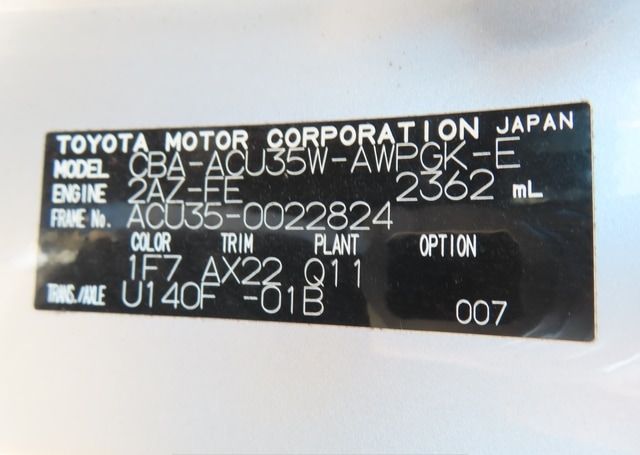 TOYOTA MOTOR CORPORATION JAPAN
MODEL CBA-ACU35W-AWPGK-E
ENGINE 2AZ-FE 2362 mL
FRAME No. ACU35-0022824
COLOR TRIM PLANT OPTION
1F7 AX22 Q11
TRANS./AXLE U140F -01B
007